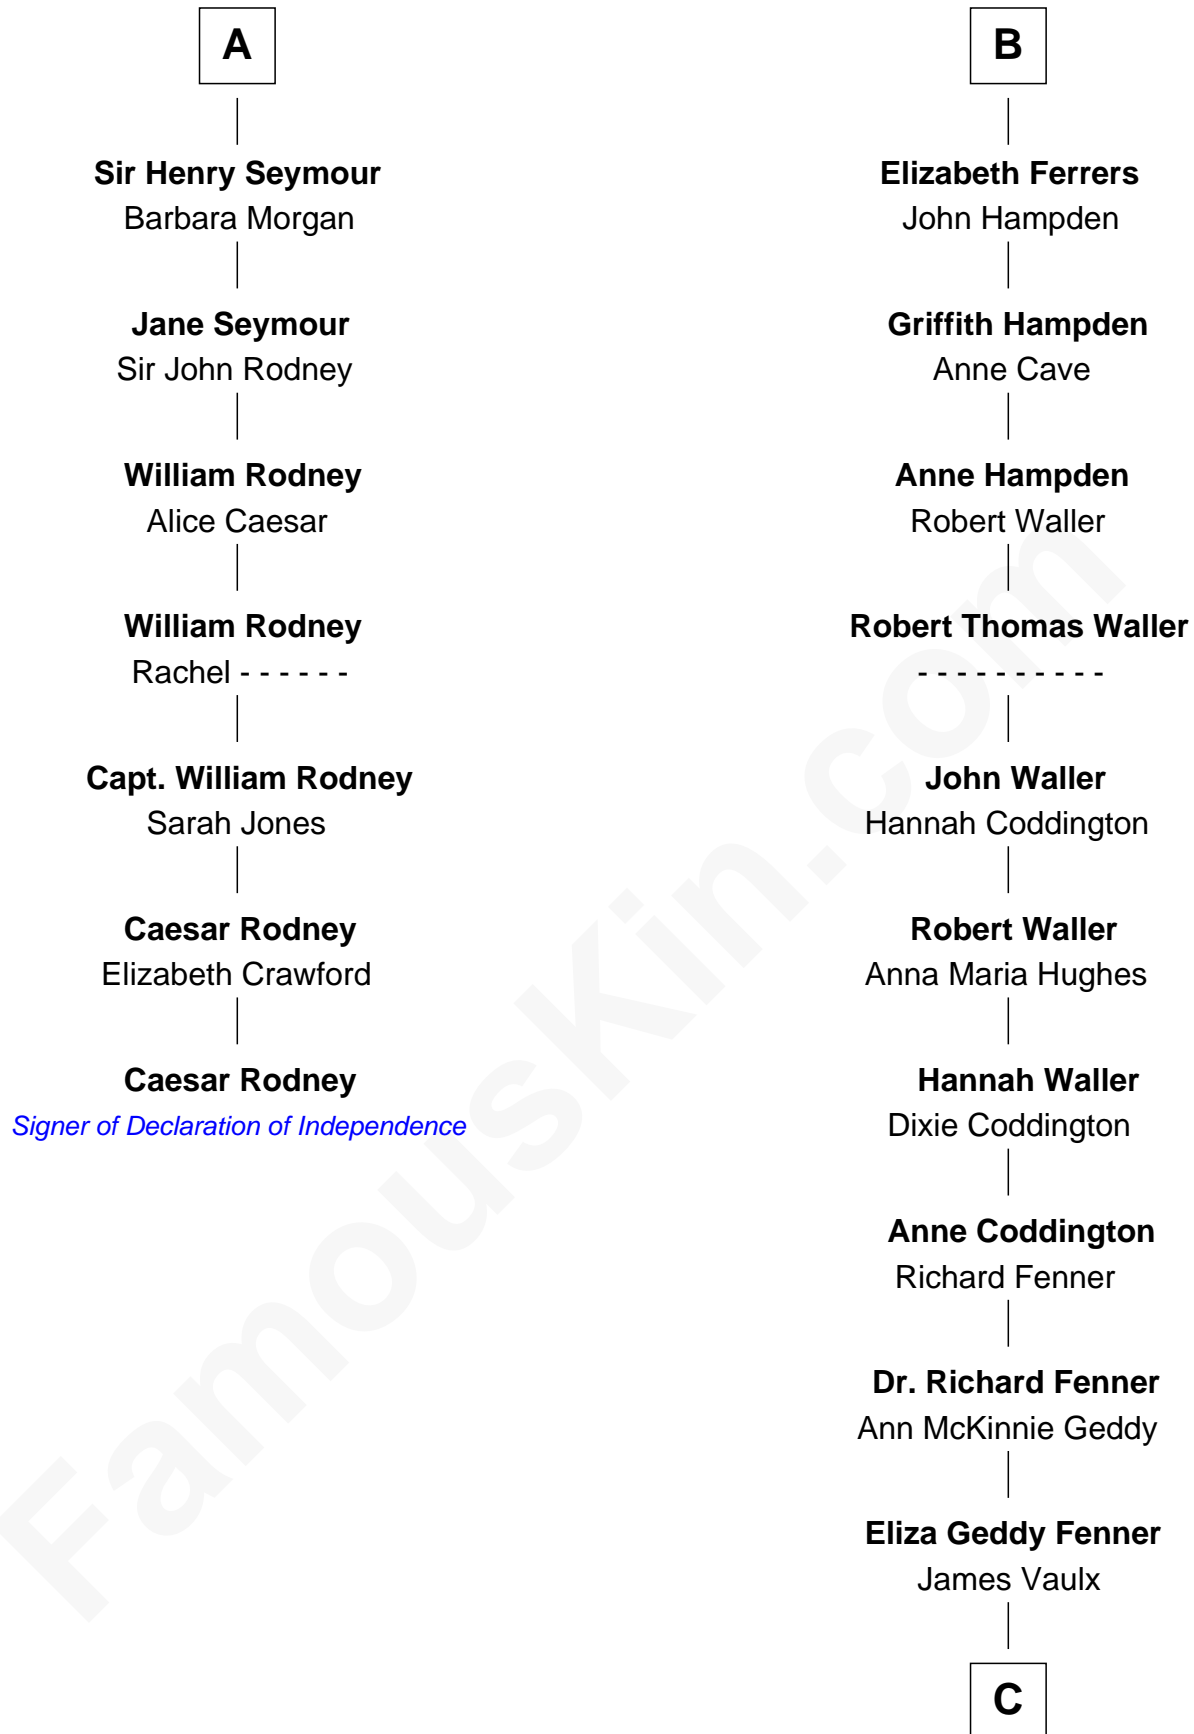 A
Sir Henry Seymour
Barbara Morgan
Jane Seymour
Sir John Rodney
William Rodney
Alice Caesar
William Rodney
Rachel - - - - - -
Capt. William Rodney
Sarah Jones
Caesar Rodney
Elizabeth Crawford
Caesar Rodney
Signer of Declaration of Independence
B
Elizabeth Ferrers
John Hampden
Griffith Hampden
Anne Cave
Anne Hampden
Robert Waller
Robert Thomas Waller
- - - - - - - - - -
John Waller
Hannah Coddington
Robert Waller
Anna Maria Hughes
Hannah Waller
Dixie Coddington
Anne Coddington
Richard Fenner
Dr. Richard Fenner
Ann McKinnie Geddy
Eliza Geddy Fenner
James Vaulx
C
FamousKin.com